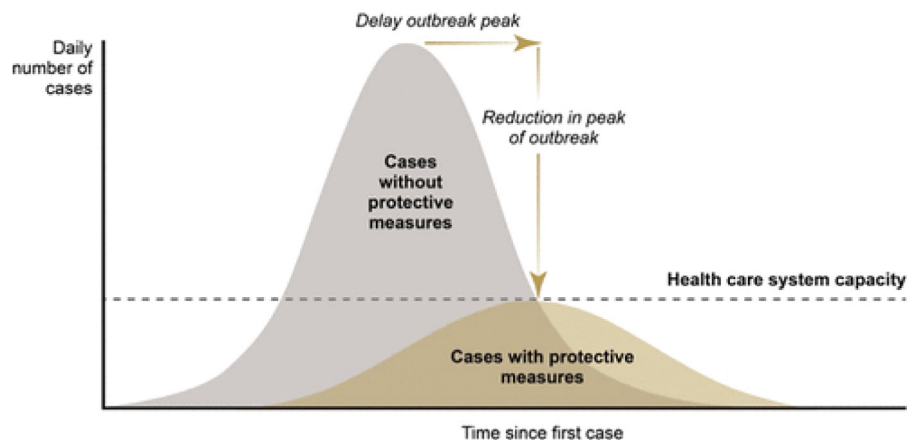 Delay outbreak peak
Daily
number of
cases
Reduction in peak
of outbreak
Cases
without
protective
measures
Health care system capacity
Cases with protective
measures
Time since first case